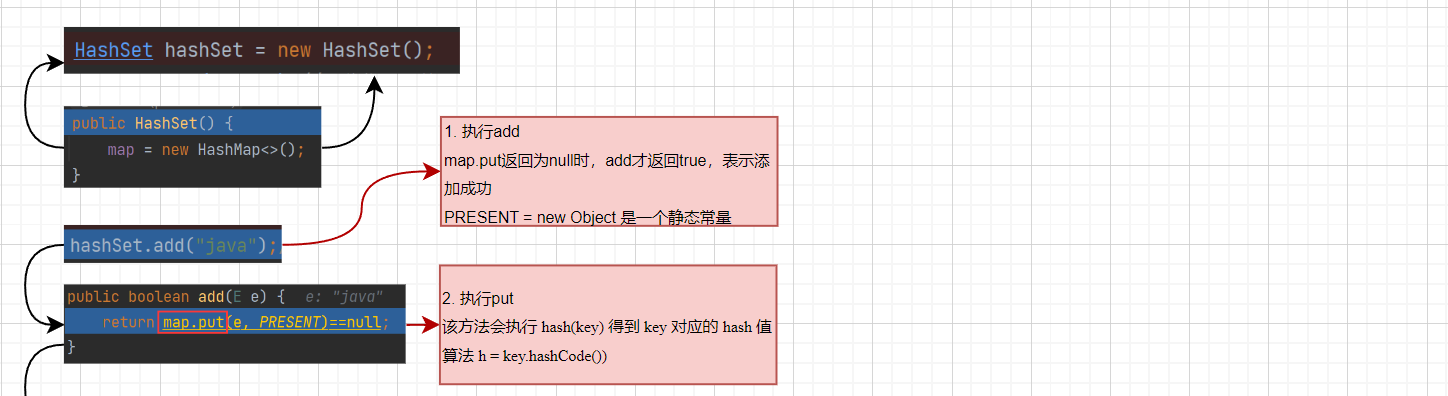 HashSet hashSet = new HashSet();
public HashSet() {
map = new HashMap<>();
}
1. 执行add
map.put返回为null时，add才返回true，表示添
加成功
PRESENT = new Object 是一个静态常量
hashSet.add("java");
public boolean add(E e) { e: "java"
return map.put(e, PRESENT)==null;
}
2. 执行put
该方法会执行 hash(key) 得到 key 对应的 hash 值
算法 h = key.hashCode())